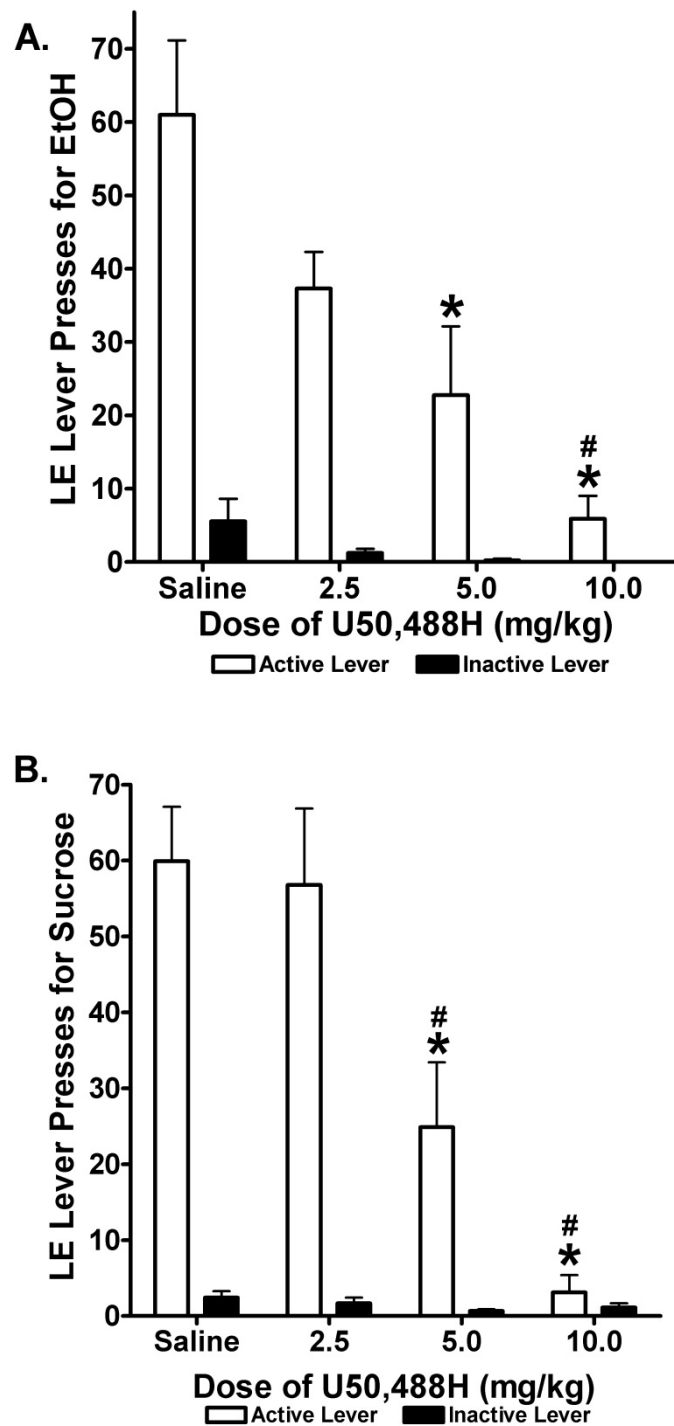 A.
LE Lever Presses for EtOH
70
60
50
40
30
20
10
0
*
#
*
Saline 2.5 5.0 10.0
Dose of U50,488H (mg/kg)
Active Lever Inactive Lever
B.
LE Lever Presses for Sucrose
70
60
50
40
30
20
10
0
#
*
#
*
Saline 2.5 5.0 10.0
Dose of U50,488H (mg/kg)
Active Lever Inactive Lever